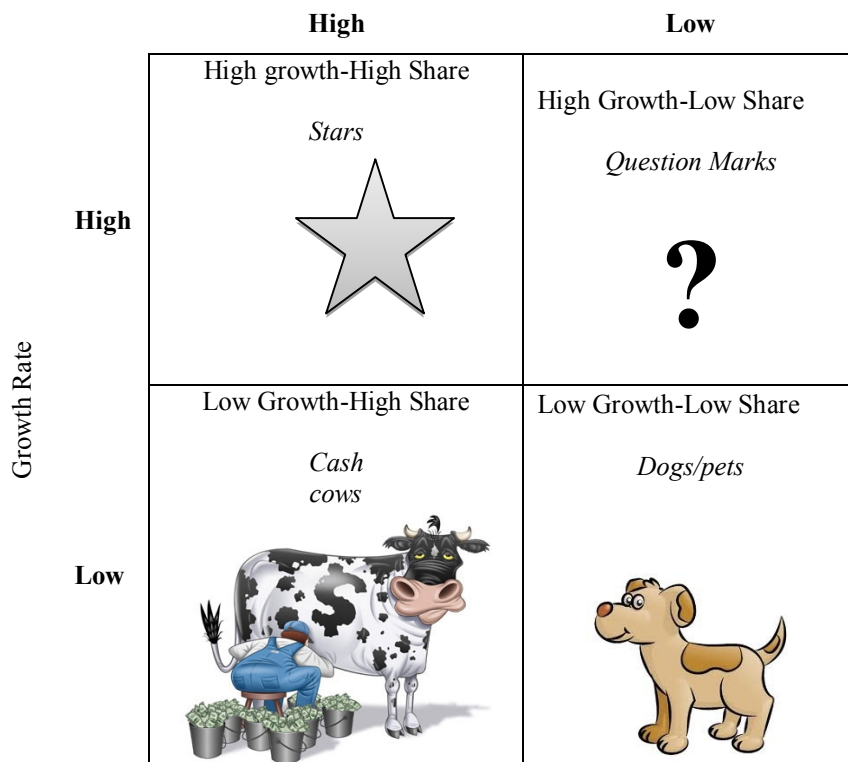 High Low
High growth-High Share
Stars
High Growth-Low Share
Question Marks
?
High
Growth Rate
Low Growth-High Share
Cash
cows
Low Growth-Low Share
Dogs/pets
Low
$